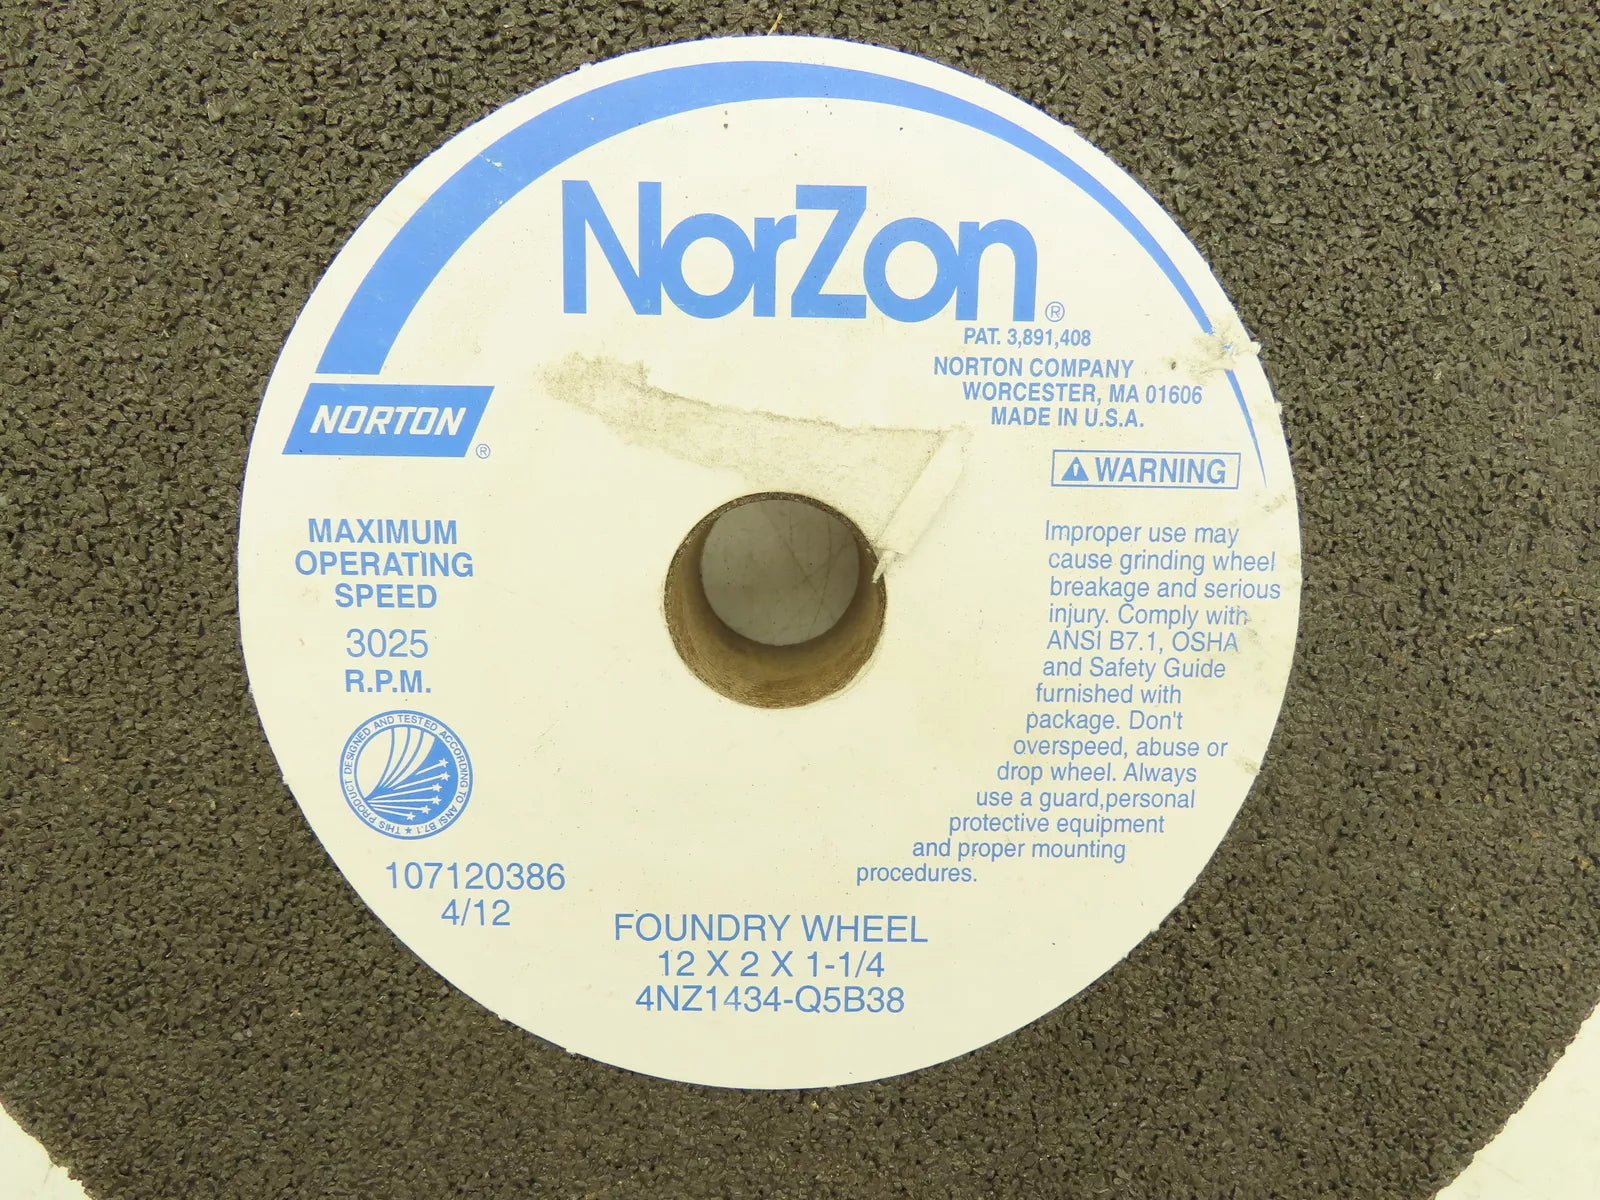 NorZon®
PAT. 3,891,408
NORTON COMPANY
WORCESTER, MA 01606
MADE IN U.S.A.
NORTON®
MAXIMUM
OPERATING
SPEED
3025
R.P.M.
THIS PRODUCT DESIGNED AND TESTED ACCORDING TO ANSI B7.1 ★
107120386
4/12
⚠ WARNING
Improper use may
cause grinding wheel
breakage and serious
injury. Comply with
ANSI B7.1, OSHA
and Safety Guide
furnished with
package. Don't
overspeed, abuse or
drop wheel. Always
use a guard,personal
protective equipment
and proper mounting
procedures.
FOUNDRY WHEEL
12 X 2 X 1-1/4
4NZ1434-Q5B38